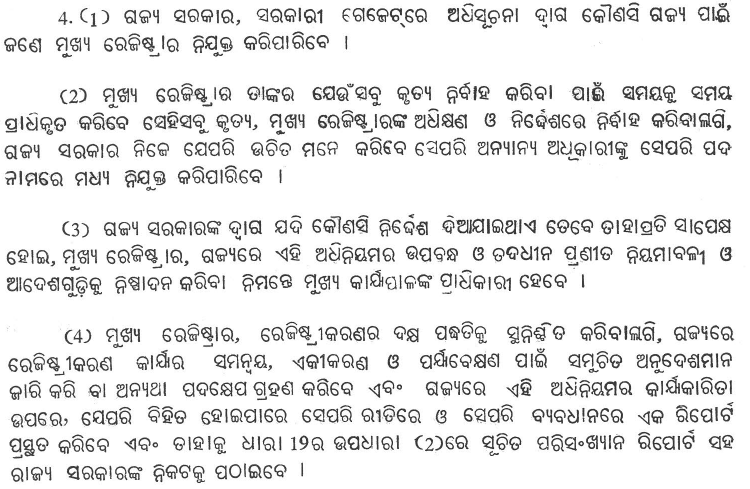 4. (1) ରାଜ୍ୟ ସରକାର, ସରକାରୀ ଗେଜେଟ୍‌ରେ ଅଧିସୂଚନା ଦ୍ୱାରା କୌଣସି ରାଜ୍ୟ ପାଇଁ
ଜଣେ ମୁଖ୍ୟ ରେଜିଷ୍ଟ୍ରାର ନିଯୁକ୍ତ କରିପାରିବେ ।
(2) ମୁଖ୍ୟ ରେଜିଷ୍ଟ୍ରାର ତାଙ୍କର ଯେଉଁସବୁ କୃତ୍ୟ ନିର୍ବାହ କରିବା ପାଇଁ ସମୟକୁ ସମୟ
ପ୍ରାଧିକୃତ କରିବେ ସେହିସବୁ କୃତ୍ୟ, ମୁଖ୍ୟ ରେଜିଷ୍ଟ୍ରାରଙ୍କ ଅଧିକ୍ଷଣ ଓ ନିର୍ଦ୍ଦେଶରେ ନିର୍ବାହ କରିବାଲାଗି,
ରାଜ୍ୟ ସରକାର ନିଜେ ଯେପରି ଉଚିତ ମନେ କରିବେ ସେପରି ଅନ୍ୟାନ୍ୟ ଅଧିକାରୀଙ୍କୁ ସେପରି ପଦ
ନାମରେ ମଧ୍ୟ ନିଯୁକ୍ତ କରିପାରିବେ ।
(3) ରାଜ୍ୟ ସରକାରଙ୍କ ଦ୍ୱାରା ଯଦି କୌଣସି ନିର୍ଦ୍ଦେଶ ଦିଆଯାଇଥାଏ ତେବେ ତାହାପ୍ରତି ସାପେକ୍ଷ
ହୋଇ, ମୁଖ୍ୟ ରେଜିଷ୍ଟ୍ରାର, ରାଜ୍ୟରେ ଏହି ଅଧିନିୟମର ଉପବନ୍ଧ ଓ ତଦଧୀନ ପ୍ରଣୀତ ନିୟମାବଳୀ ଓ
ଆଦେଶଗୁଡ଼ିକୁ ନିଷ୍ପାଦନ କରିବା ନିମନ୍ତେ ମୁଖ୍ୟ କାର୍ଯ୍ୟପାଳଙ୍କ ପ୍ରାଧିକାରୀ ହେବେ ।
(4) ମୁଖ୍ୟ ରେଜିଷ୍ଟ୍ରାର, ରେଜିଷ୍ଟ୍ରୀକରଣର ଦକ୍ଷ ପଦ୍ଧତିକୁ ସୁନିଶ୍ଚିତ କରିବାଲାଗି, ରାଜ୍ୟରେ
ରେଜିଷ୍ଟ୍ରୀକରଣ କାର୍ଯ୍ୟର ସମନ୍ୱୟ, ଏକୀକରଣ ଓ ପର୍ଯ୍ୟବେକ୍ଷଣ ପାଇଁ ସମୁଚିତ ଅନୁଦେଶମାନ
ଜାରି କରି ବା ଅନ୍ୟଥା ପଦକ୍ଷେପ ଗ୍ରହଣ କରିବେ ଏବଂ ରାଜ୍ୟରେ ଏହି ଅଧିନିୟମର କାର୍ଯ୍ୟକାରିତା
ଉପରେ, ଯେପରି ବିହିତ ହୋଇପାରେ ସେପରି ରୀତିରେ ଓ ସେପରି ବ୍ୟବଧାନରେ ଏକ ରିପୋର୍ଟ
ପ୍ରସ୍ତୁତ କରିବେ ଏବଂ ତାହାକୁ ଧାରା 19ର ଉପଧାରା (2)ରେ ସୂଚିତ ପରିସଂଖ୍ୟାନ ରିପୋର୍ଟ ସହ
ରାଜ୍ୟ ସରକାରଙ୍କ ନିକଟକୁ ପଠାଇବେ ।